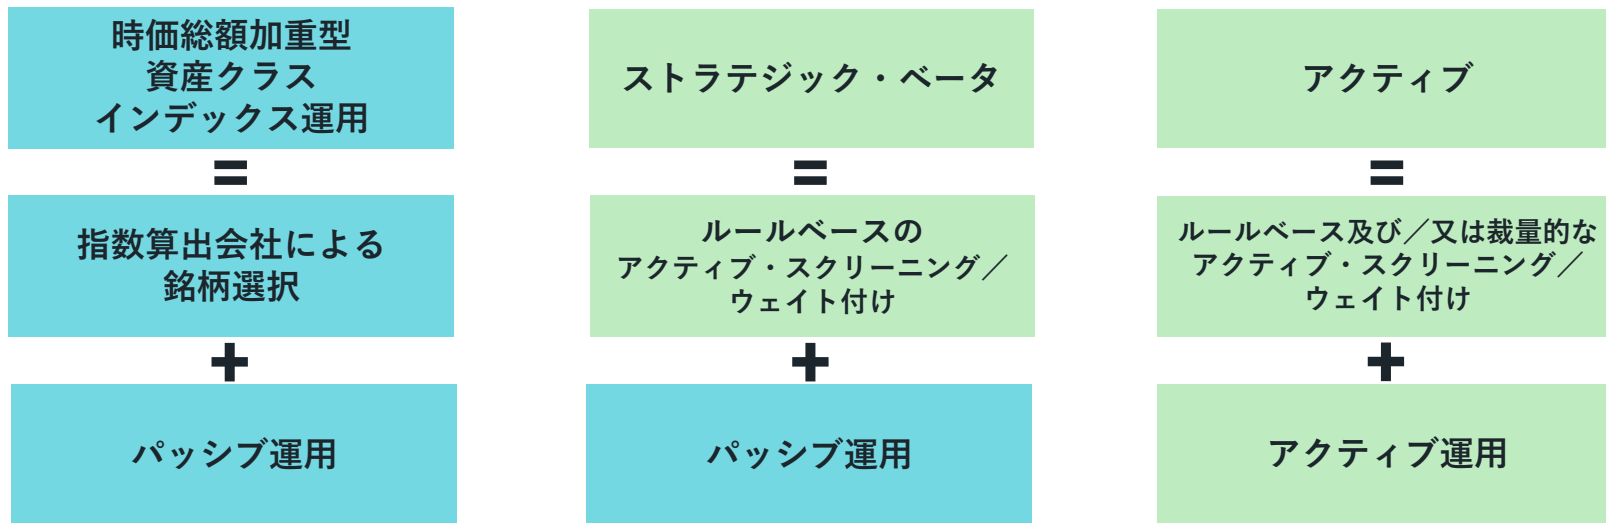 時価総額加重型
資産クラス
インデックス運用
=
指数算出会社による
銘柄選択
+
パッシブ運用
ストラテジック・ベータ
=
ルールベースの
アクティブ・スクリーニング／
ウェイト付け
+
パッシブ運用
アクティブ
=
ルールベース及び／又は裁量的な
アクティブ・スクリーニング／
ウェイト付け
+
アクティブ運用